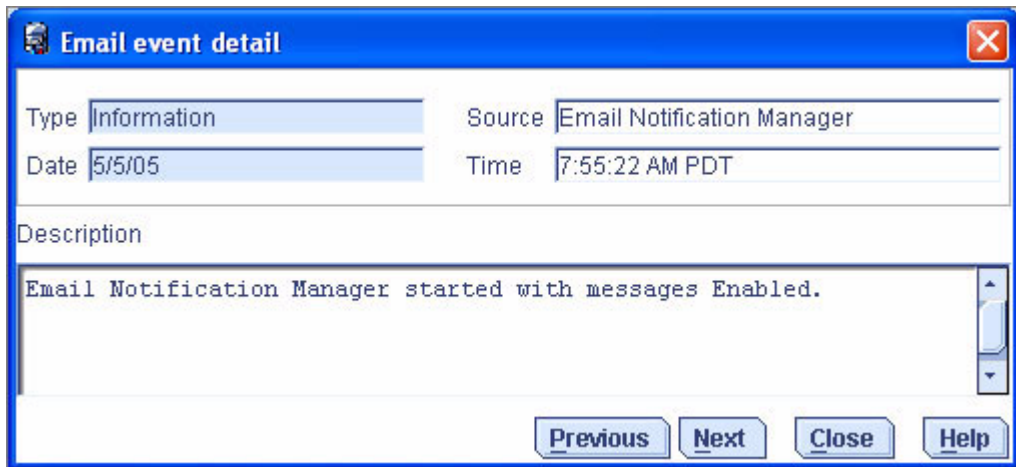 Email event detail
Type Information Source Email Notification Manager
Date 5/5/05 Time 7:55:22 AM PDT
Description
Email Notification Manager started with messages Enabled.
Previous Next Close Help